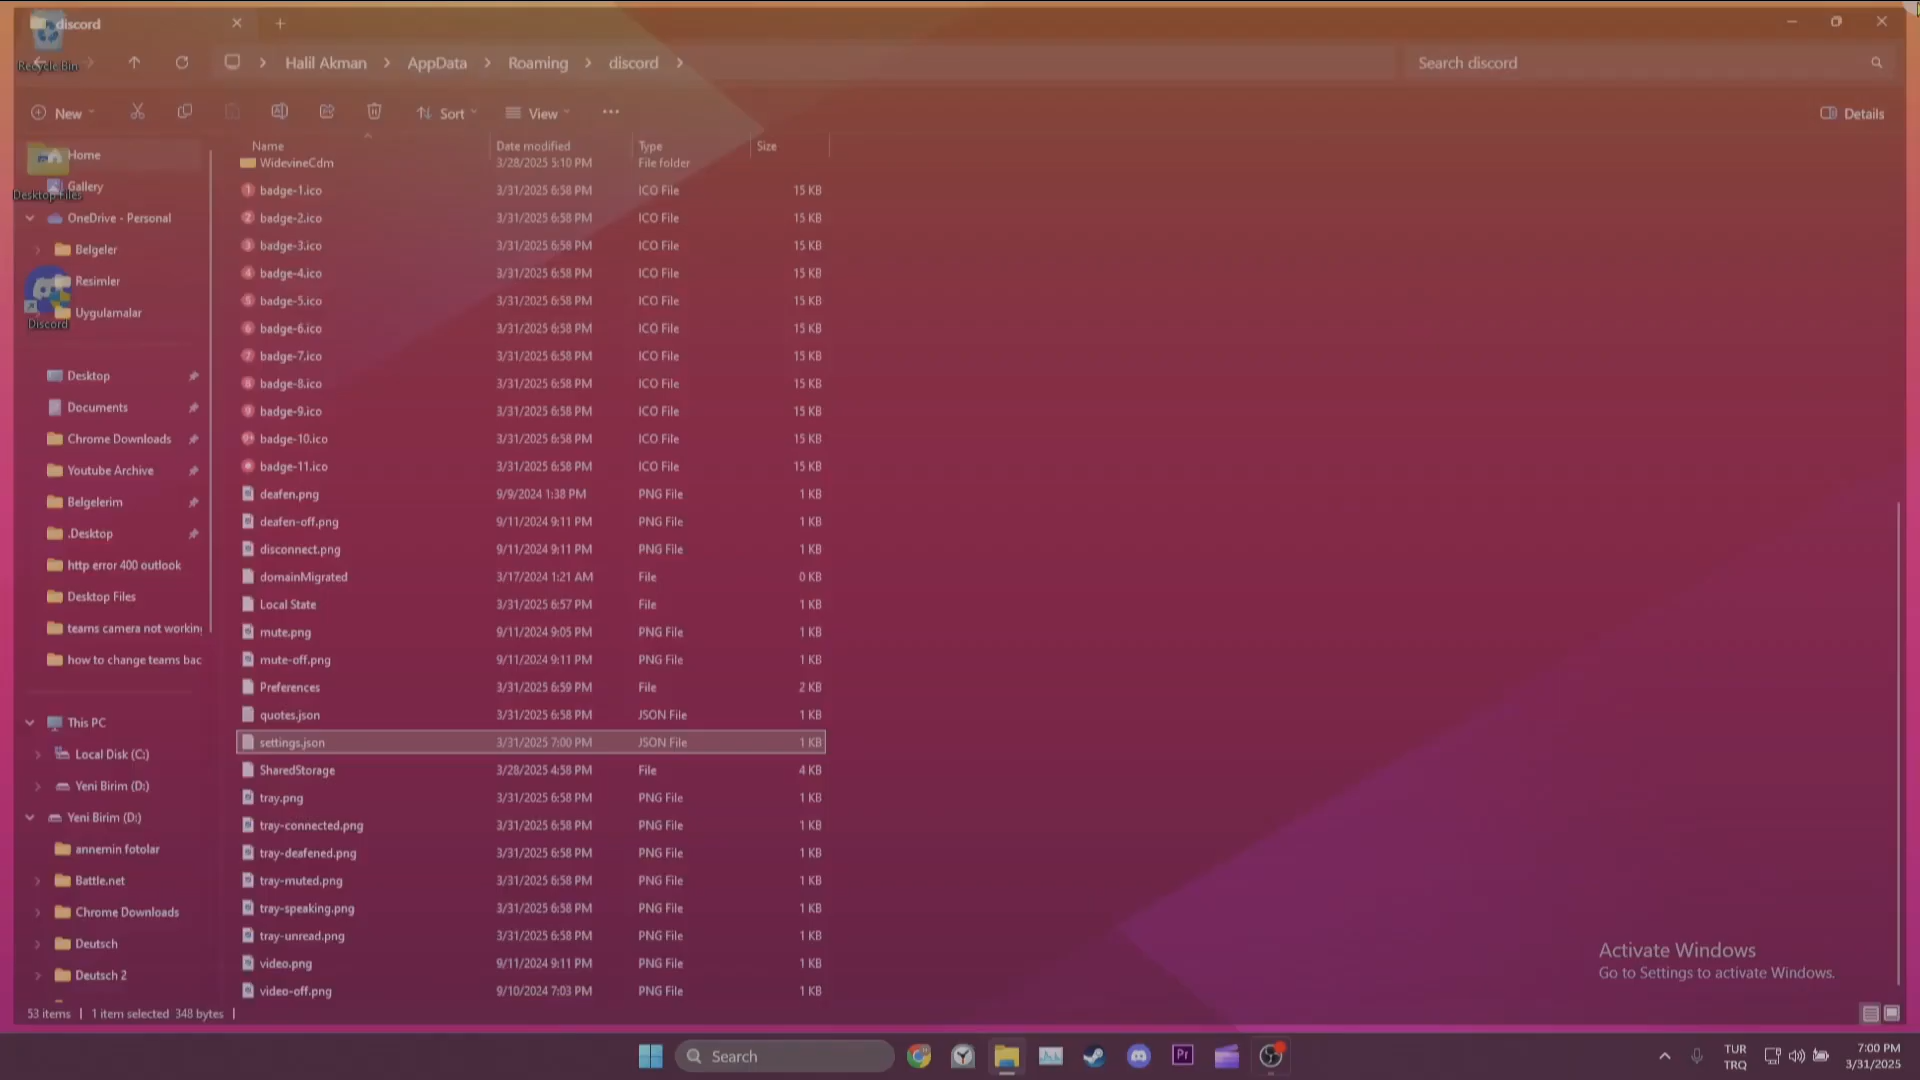 discord
Recycle Bin
Halil Akman
AppData
Roaming
discord
Search discord
New
Sort
View
Details
Name
Date modified
Type
Size
Home
Gallery
Desktop Files
OneDrive - Personal
Belgeler
Resimler
Uygulamalar
Discord
Desktop
Documents
Chrome Downloads
Youtube Archive
Belgelerim
.Desktop
http error 400 outlook
Desktop Files
teams camera not working
how to change teams bac
This PC
Local Disk (C:)
Yeni Birim (D:)
Yeni Birim (D:)
annemin fotolar
Battle.net
Chrome Downloads
Deutsch
Deutsch 2
WidevineCdm 3/28/2025 5:10 PM File folder
badge-1.ico 3/31/2025 6:58 PM ICO File 15 KB
badge-2.ico 3/31/2025 6:58 PM ICO File 15 KB
badge-3.ico 3/31/2025 6:58 PM ICO File 15 KB
badge-4.ico 3/31/2025 6:58 PM ICO File 15 KB
badge-5.ico 3/31/2025 6:58 PM ICO File 15 KB
badge-6.ico 3/31/2025 6:58 PM ICO File 15 KB
badge-7.ico 3/31/2025 6:58 PM ICO File 15 KB
badge-8.ico 3/31/2025 6:58 PM ICO File 15 KB
badge-9.ico 3/31/2025 6:58 PM ICO File 15 KB
badge-10.ico 3/31/2025 6:58 PM ICO File 15 KB
badge-11.ico 3/31/2025 6:58 PM ICO File 15 KB
deafen.png 9/9/2024 1:38 PM PNG File 1 KB
deafen-off.png 9/11/2024 9:11 PM PNG File 1 KB
disconnect.png 9/11/2024 9:11 PM PNG File 1 KB
domainMigrated 3/17/2024 1:21 AM File 0 KB
Local State 3/31/2025 6:57 PM File 1 KB
mute.png 9/11/2024 9:05 PM PNG File 1 KB
mute-off.png 9/11/2024 9:11 PM PNG File 1 KB
Preferences 3/31/2025 6:59 PM File 2 KB
quotes.json 3/31/2025 6:58 PM JSON File 1 KB
settings.json 3/31/2025 7:00 PM JSON File 1 KB
SharedStorage 3/28/2025 4:58 PM File 4 KB
tray.png 3/31/2025 6:58 PM PNG File 1 KB
tray-connected.png 3/31/2025 6:58 PM PNG File 1 KB
tray-deafened.png 3/31/2025 6:58 PM PNG File 1 KB
tray-muted.png 3/31/2025 6:58 PM PNG File 1 KB
tray-speaking.png 3/31/2025 6:58 PM PNG File 1 KB
tray-unread.png 3/31/2025 6:58 PM PNG File 1 KB
video.png 9/11/2024 9:11 PM PNG File 1 KB
video-off.png 9/10/2024 7:03 PM PNG File 1 KB
Activate Windows
Go to Settings to activate Windows.
53 items | 1 item selected 348 bytes |
Search
Pr
TUR
TRQ
7:00 PM
3/31/2025